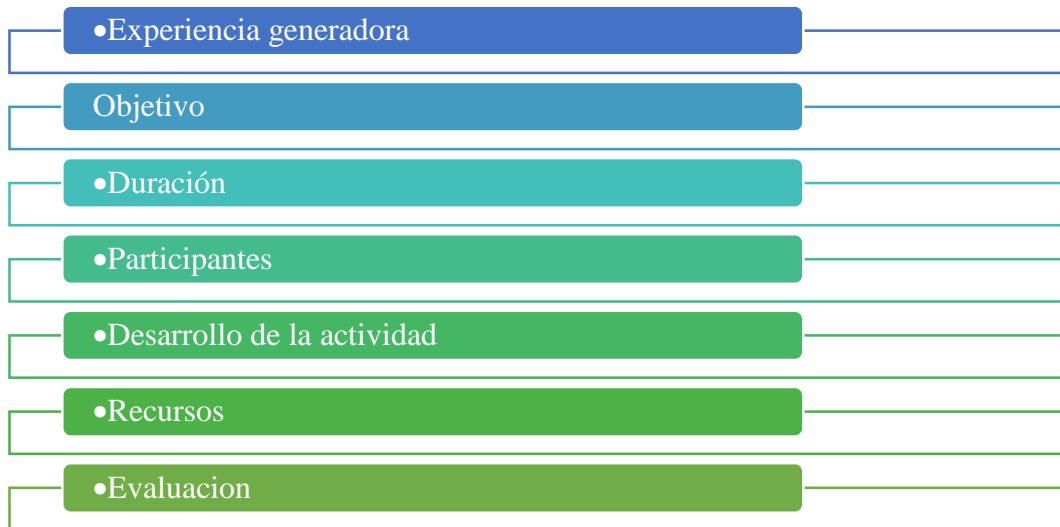 •Experiencia generadora
Objetivo
•Duración
•Participantes
•Desarrollo de la actividad
•Recursos
•Evaluacion